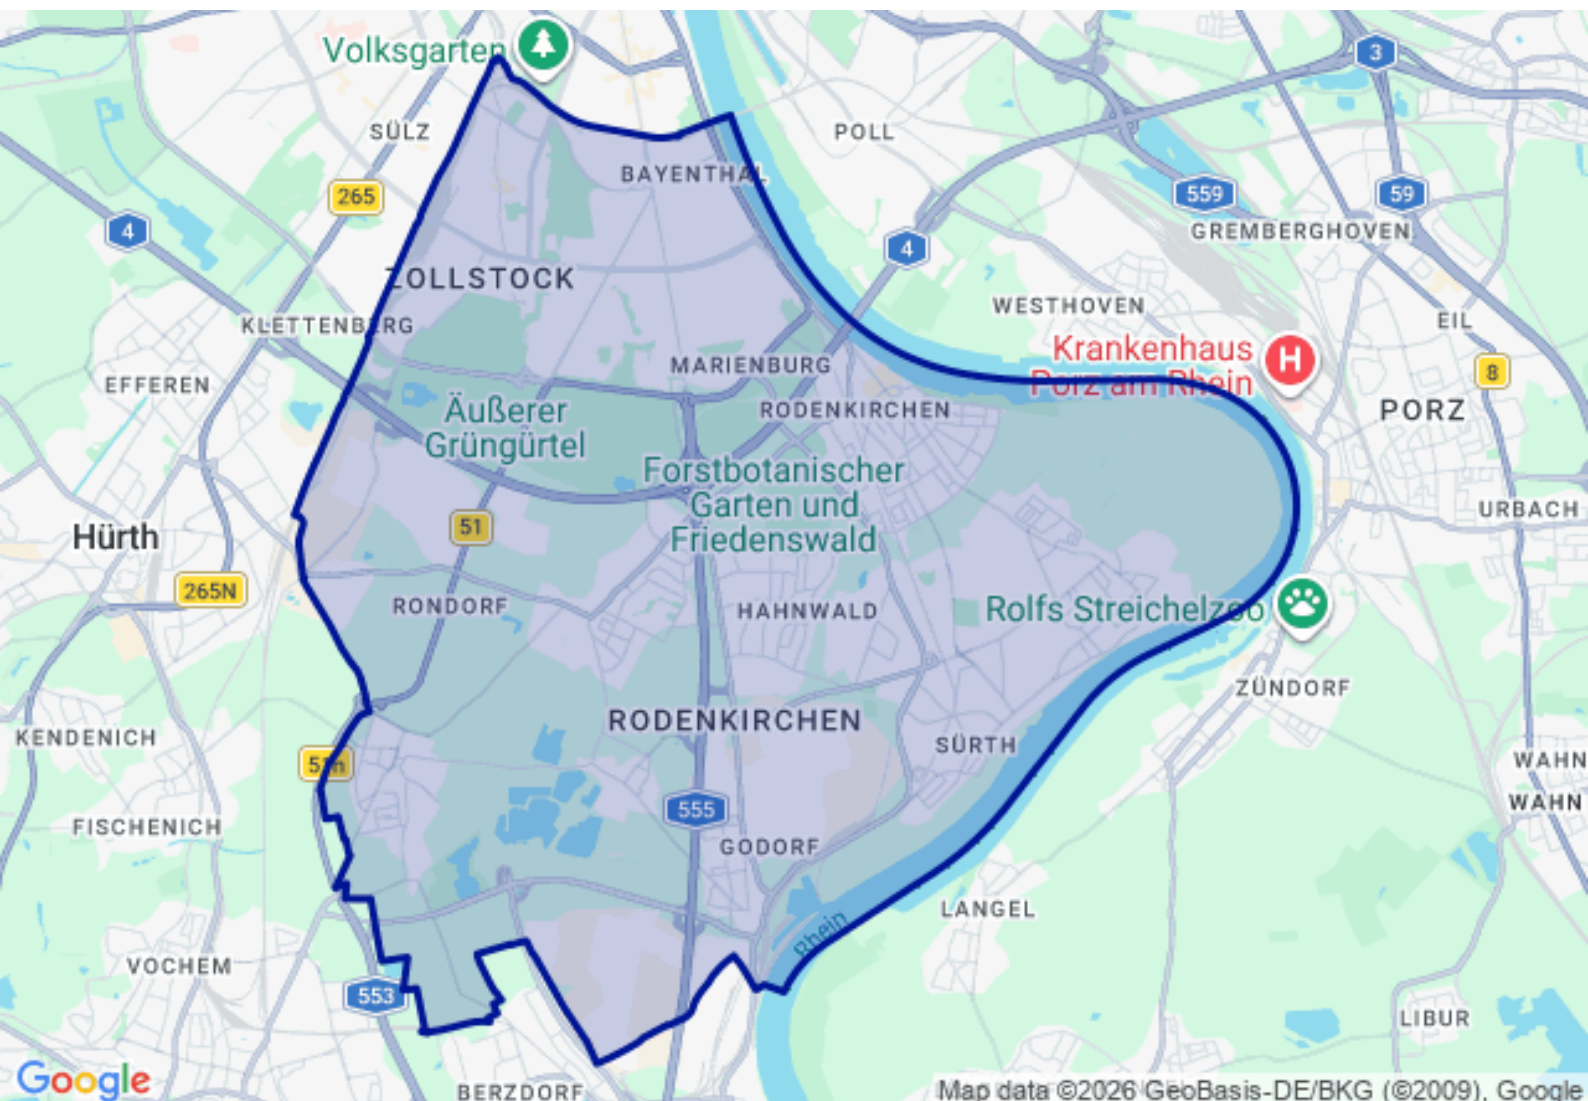 Volksgarten
3
SÜLZ
POLL
BAYENTHAL
265
559
59
4
4
GREMBERGHOVEN
ZOLLSTOCK
WESTHOVEN
KLETTENBERG
EIL
Krankenhaus
Porz am Rhein
H
MARIENBURG
8
EFFEREN
Äußerer
Grüngürtel
RODENKIRCHEN
PORZ
Forstbotanischer
Garten und
Friedenswald
51
URBACH
Hürth
265N
RONDORF
HAHNWALD
Rolfs Streichelzoo
ZÜNDORF
RODENKIRCHEN
KENDENICH
SÜRTH
51n
WAHN
WAHN
555
FISCHENICH
GODORF
LANGEL
Rhein
VOCHEM
553
LIBUR
Google
BERZDORF
Map data ©2026 GeoBasis-DE/BKG (©2009), Google